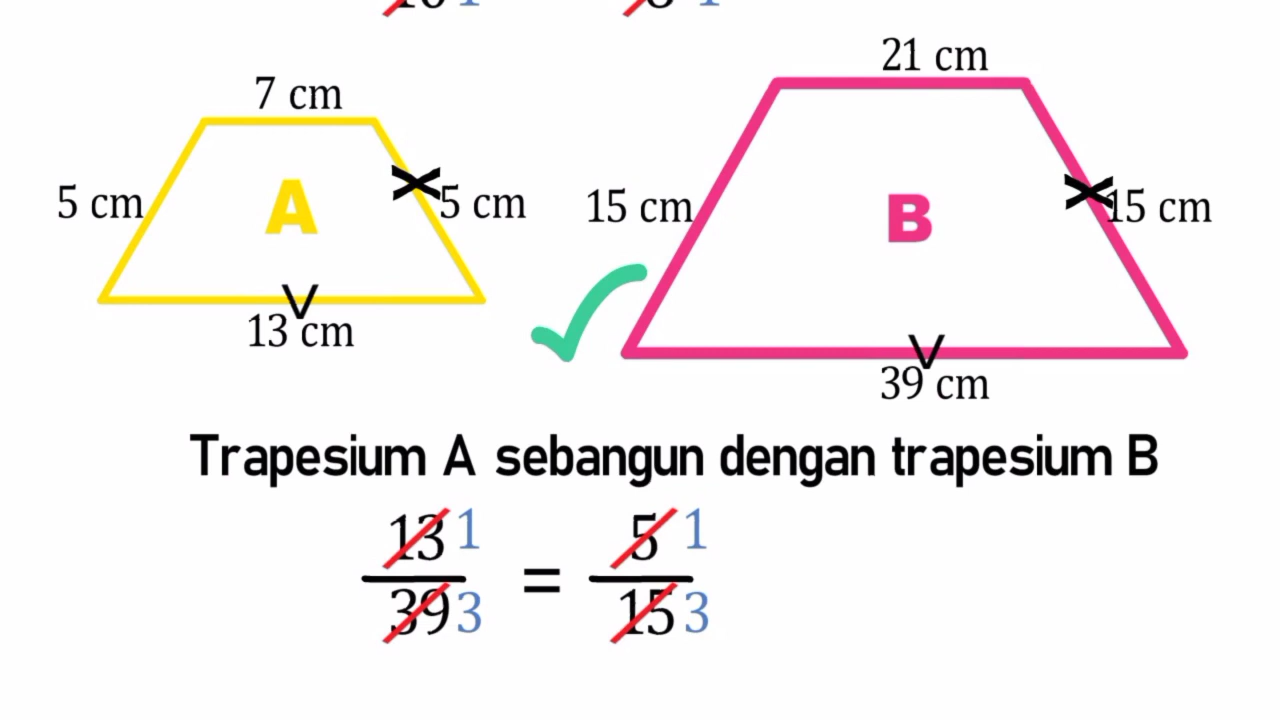 7 cm
21 cm
5 cm
A
5 cm
15 cm
B
15 cm
13 cm
39 cm
Trapesium A sebangun dengan trapesium B
13 1 = 5 1
39 3 15 3